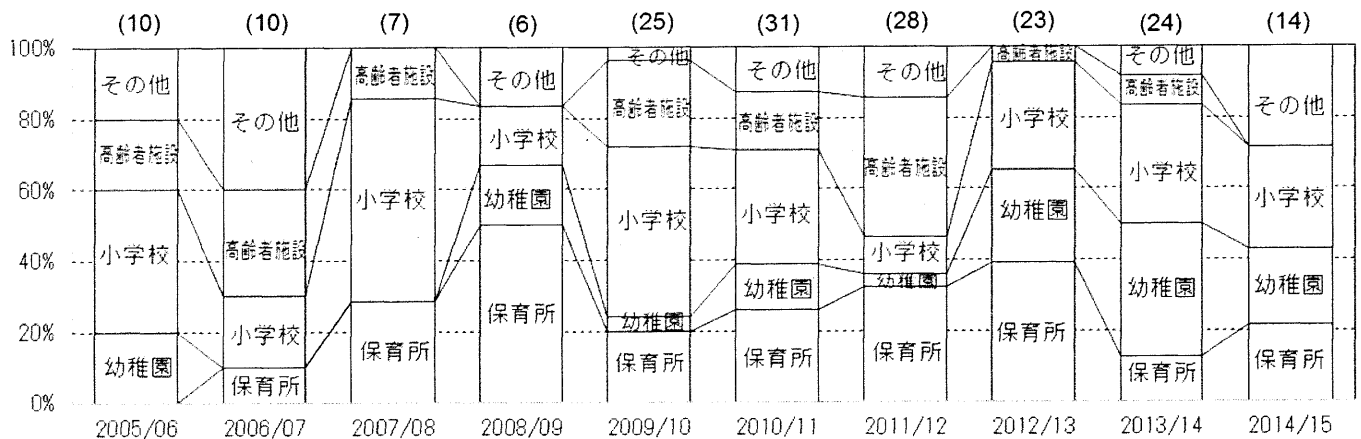 (10) (10) (7) (6) (25) (31) (28) (23) (24) (14)
100%
80%
60%
40%
20%
0%
その他
高齢者施設
小学校
幼稚園
その他
高齢者施設
小学校
保育所
高齢者施設
小学校
保育所
その他
小学校
幼稚園
保育所
その他
高齢者施設
小学校
幼稚園
保育所
その他
高齢者施設
小学校
幼稚園
保育所
その他
高齢者施設
小学校
幼稚園
保育所
高齢者施設
小学校
幼稚園
保育所
その他
高齢者施設
小学校
幼稚園
保育所
その他
小学校
幼稚園
保育所
2005/06 2006/07 2007/08 2008/09 2009/10 2010/11 2011/12 2012/13 2013/14 2014/15